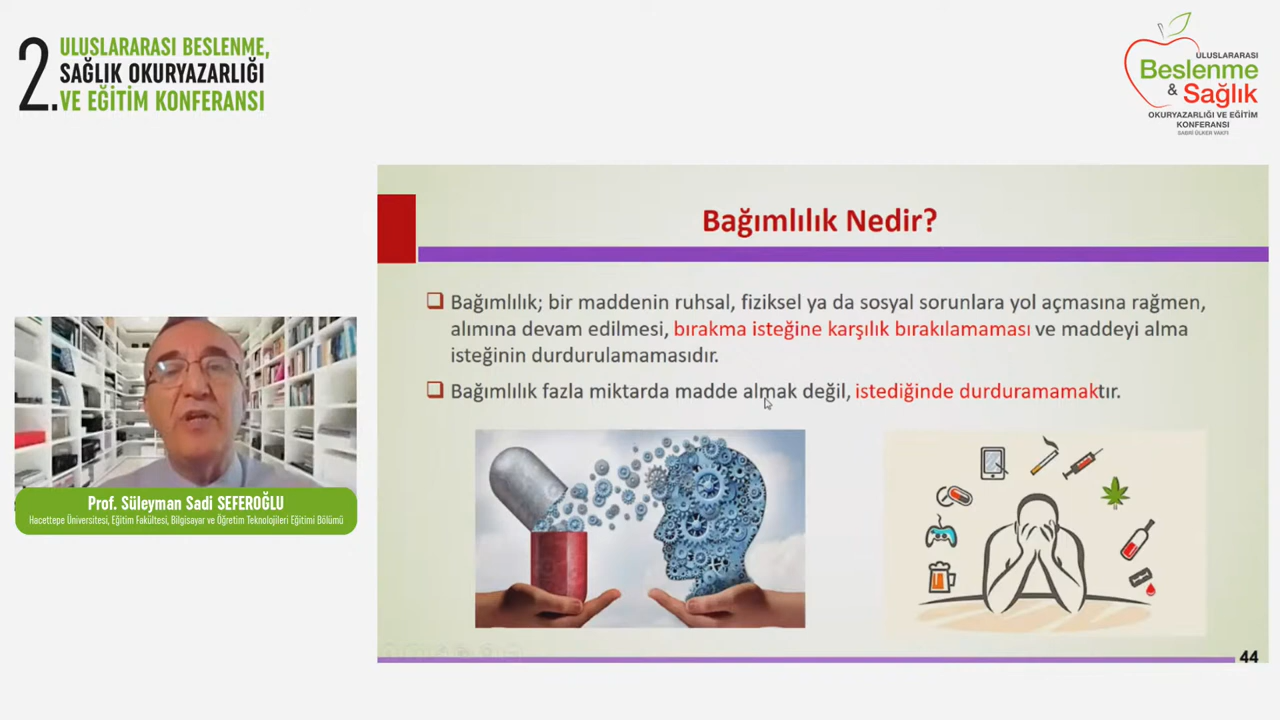 2.
ULUSLARARASI BESLENME,
SAĞLIK OKURYAZARLIĞI
VE EĞİTİM KONFERANSI
ULUSLARARASI
Beslenme
& Sağlık
OKURYAZARLIĞI VE EĞİTİM
KONFERANSI
SABRİ ÜLKER VAKFI
Bağımlılık Nedir?
Bağımlılık; bir maddenin ruhsal, fiziksel ya da sosyal sorunlara yol açmasına rağmen,
alımına devam edilmesi, bırakma isteğine karşılık bırakılamaması ve maddeyi alma
isteğinin durdurulamamasıdır.
Bağımlılık fazla miktarda madde almak değil, istediğinde durduramamaktır.
Prof. Süleyman Sadi SEFEROĞLU
Hacettepe Üniversitesi, Eğitim Fakültesi, Bilgisayar ve Öğretim Teknolojileri Eğitimi Bölümü
44